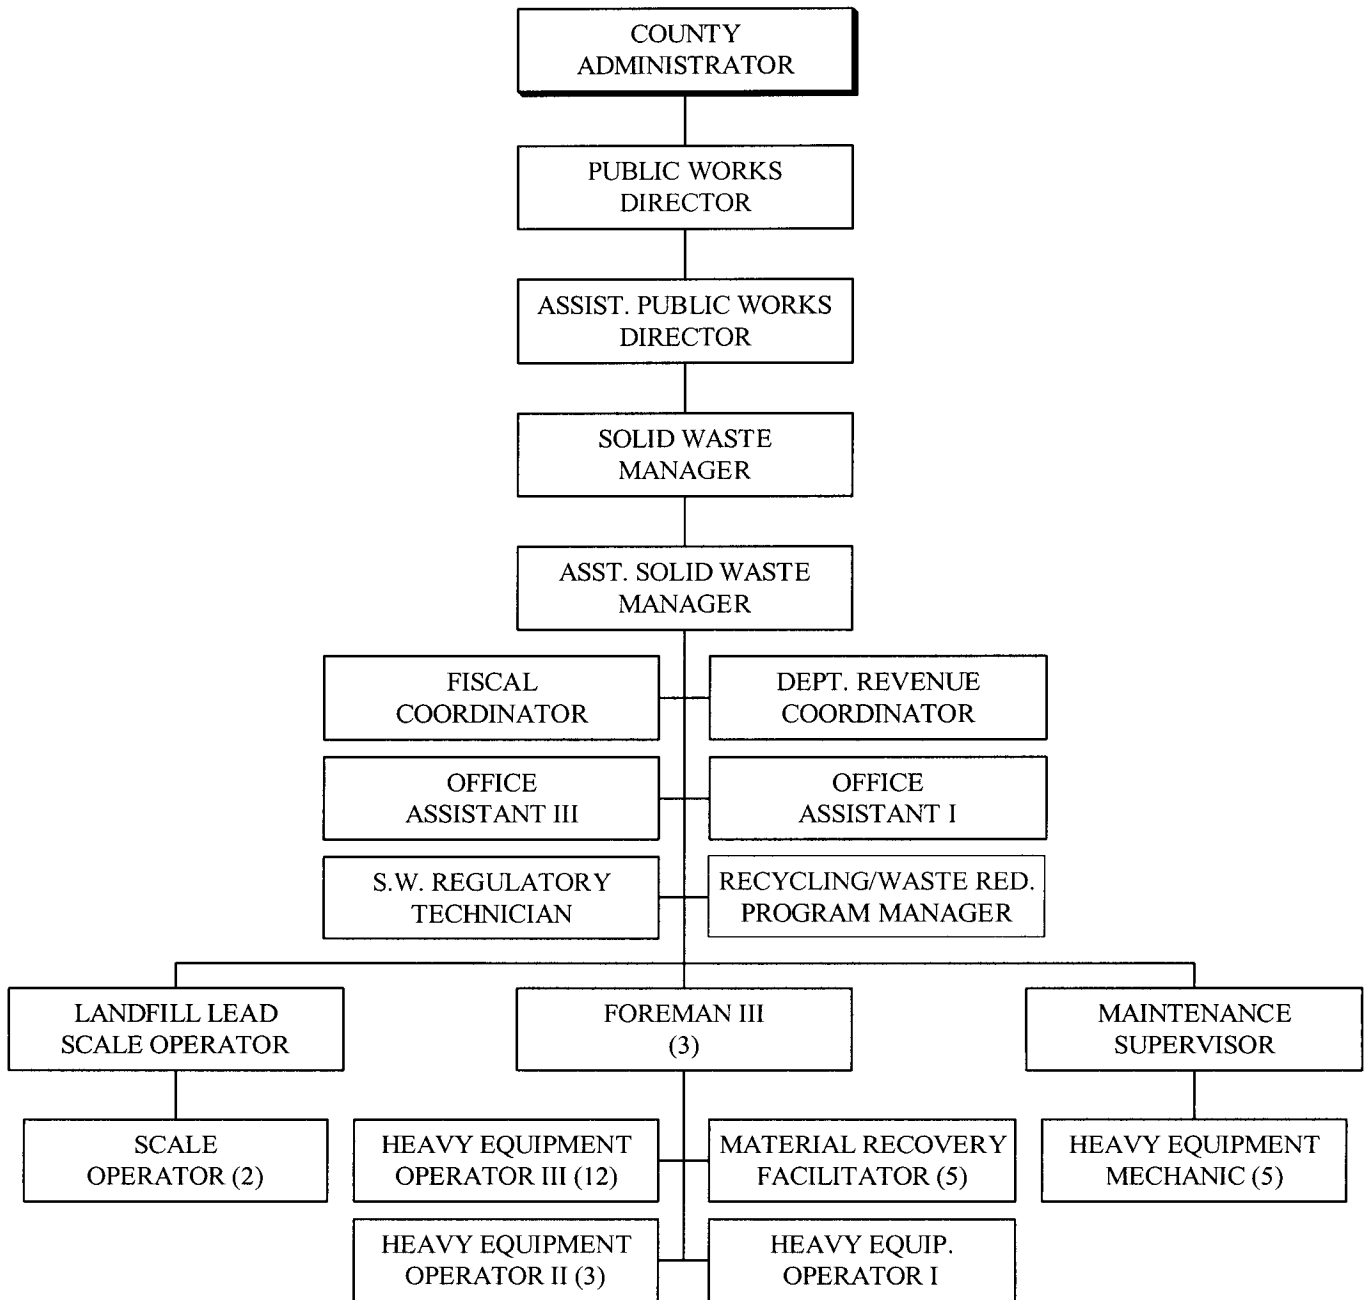 COUNTY
ADMINISTRATOR
PUBLIC WORKS
DIRECTOR
ASSIST. PUBLIC WORKS
DIRECTOR
SOLID WASTE
MANAGER
ASST. SOLID WASTE
MANAGER
FISCAL
COORDINATOR
DEPT. REVENUE
COORDINATOR
OFFICE
ASSISTANT III
OFFICE
ASSISTANT I
S.W. REGULATORY
TECHNICIAN
RECYCLING/WASTE RED.
PROGRAM MANAGER
LANDFILL LEAD
SCALE OPERATOR
FOREMAN III
(3)
MAINTENANCE
SUPERVISOR
SCALE
OPERATOR (2)
HEAVY EQUIPMENT
OPERATOR III (12)
MATERIAL RECOVERY
FACILITATOR (5)
HEAVY EQUIPMENT
MECHANIC (5)
HEAVY EQUIPMENT
OPERATOR II (3)
HEAVY EQUIP.
OPERATOR I